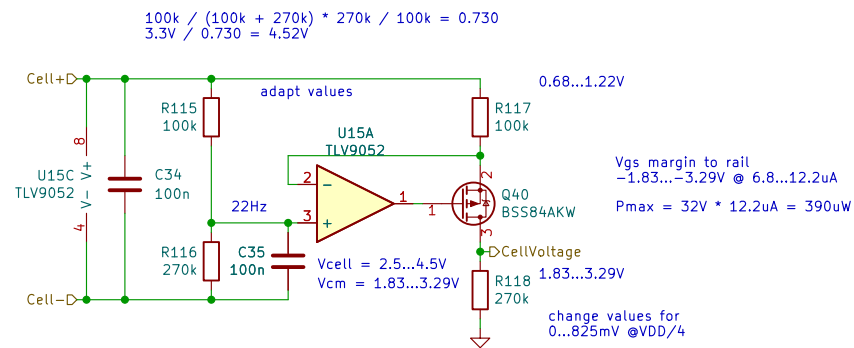 100k / (100k + 270k) * 270k / 100k = 0.730
3.3V / 0.730 = 4.52V
Cell+
adapt values
0.68...1.22V
R115
100k
R117
100k
U15A
TLV9052
8
V+
U15C
TLV9052
V-
4
C34
100n
2
-
1
3
+
1
2
3
Q40
BSS84AKW
Vgs margin to rail
-1.83...-3.29V @ 6.8...12.2uA
Pmax = 32V * 12.2uA = 390uW
22Hz
R116
270k
C35
100n
Vcell = 2.5...4.5V
Vcm = 1.83...3.29V
CellVoltage
1.83...3.29V
R118
270k
Cell-
change values for
0...825mV @VDD/4